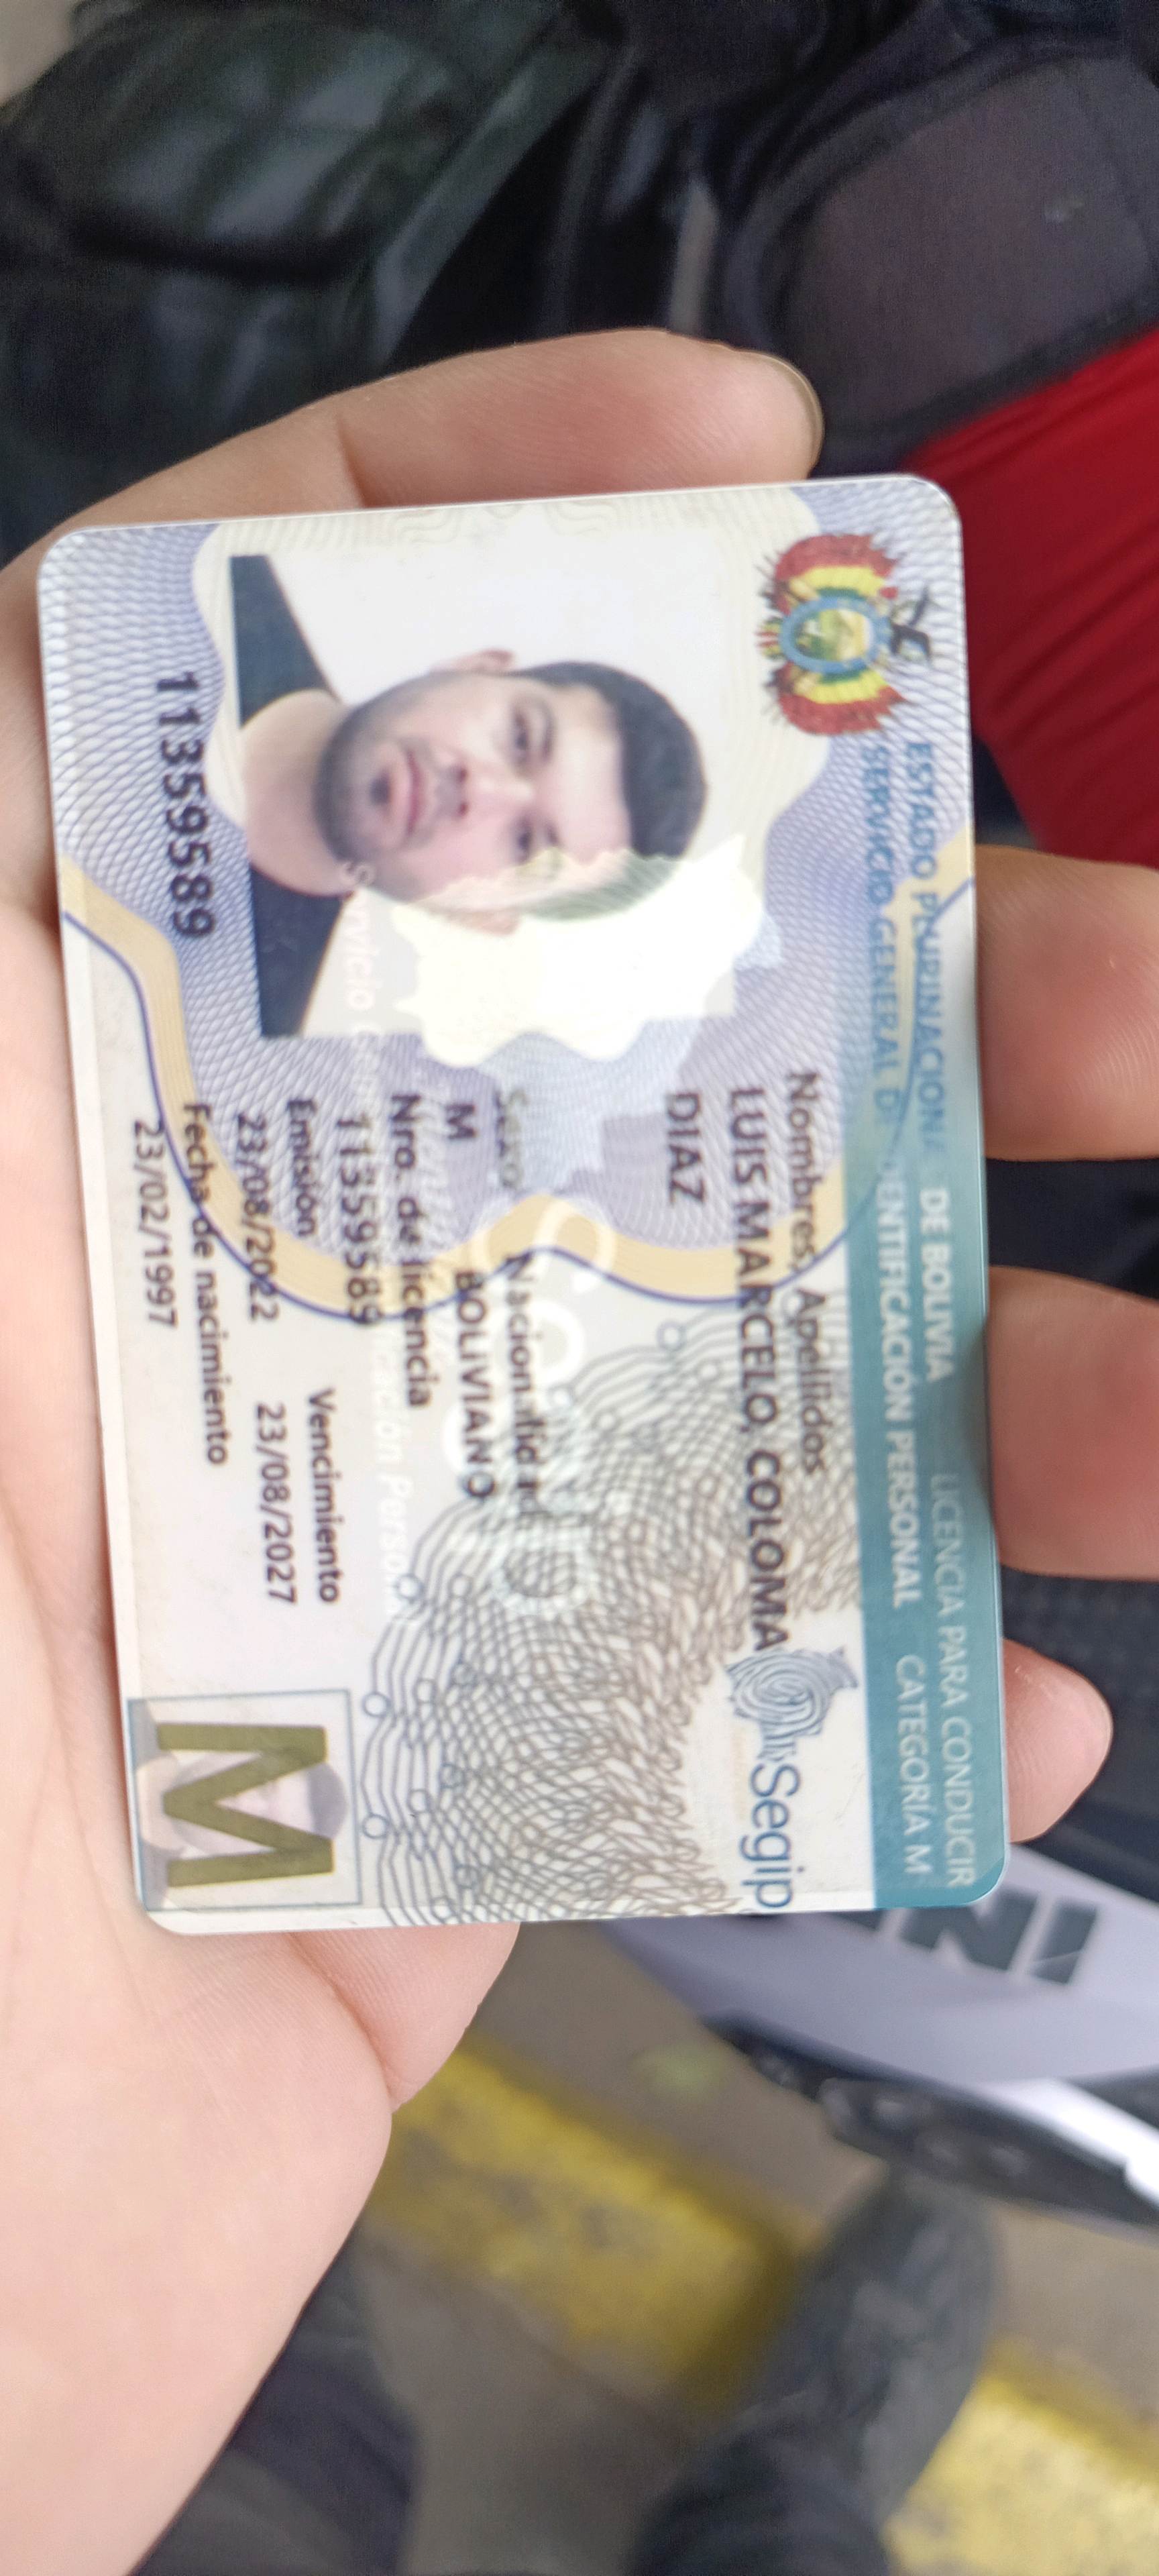 ESTADO PLURINACIONAL DE BOLIVIA LICENCIA PARA CONDUCIR
SERVICIO GENERAL DE IDENTIFICACIÓN PERSONAL CATEGORÍA M
Segip
Nombres, Apellidos
LUIS MARCELO, COLOMA
DIAZ
Sexo Nacionalidad
M BOLIVIANO
Nro. de licencia
11359589
Emisión Vencimiento
23/08/2022 23/08/2027
Fecha de nacimiento
23/02/1997
11359589
M